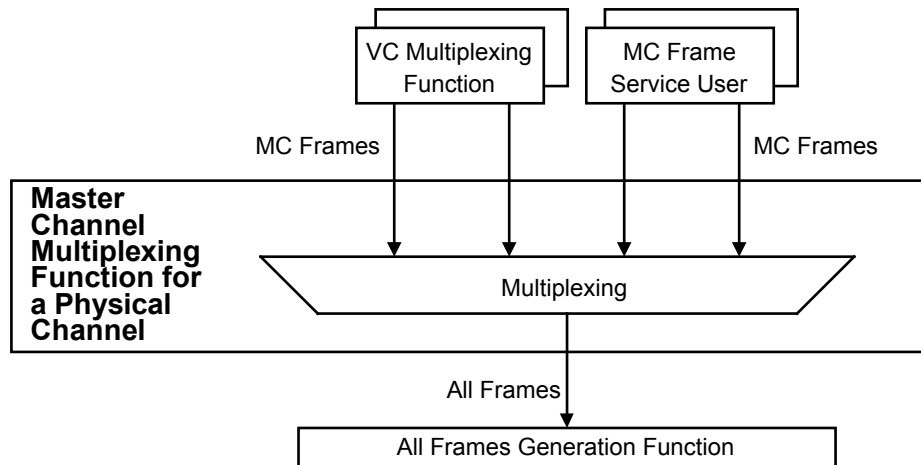 VC Multiplexing
Function
MC Frame
Service User
MC Frames
MC Frames
Master
Channel
Multiplexing
Function for
a Physical
Channel
Multiplexing
All Frames
All Frames Generation Function